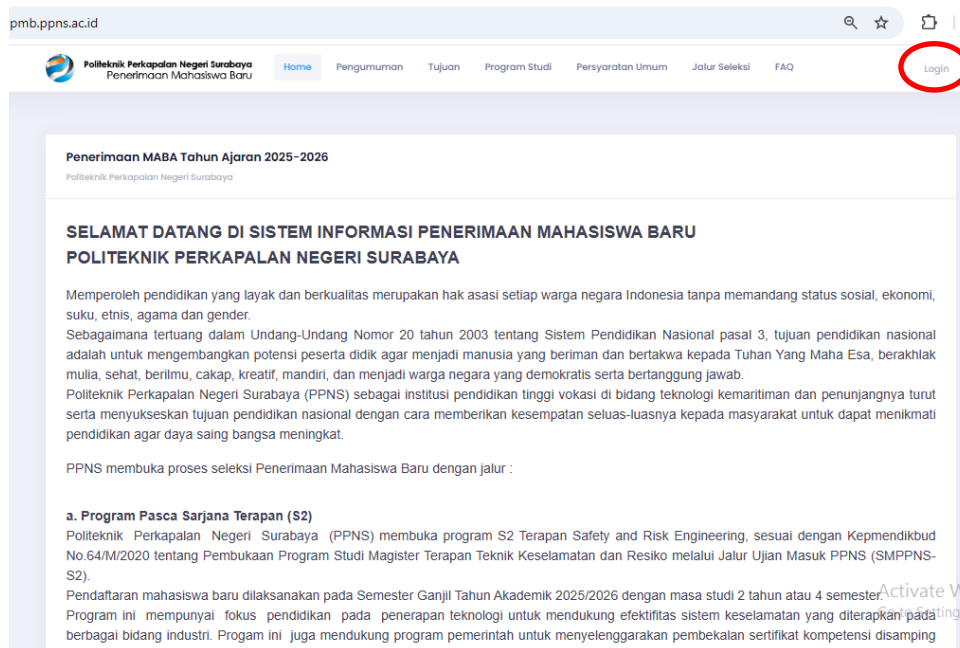 pmb.ppns.ac.id
Politeknik Perkapalan Negeri Surabaya
Penerimaan Mahasiswa Baru
Home Pengumuman Tujuan Program Studi Persyaratan Umum Jalur Seleksi FAQ Login
Penerimaan MABA Tahun Ajaran 2025-2026
Politeknik Perkapalan Negeri Surabaya
SELAMAT DATANG DI SISTEM INFORMASI PENERIMAAN MAHASISWA BARU
POLITEKNIK PERKAPALAN NEGERI SURABAYA
Memperoleh pendidikan yang layak dan berkualitas merupakan hak asasi setiap warga negara Indonesia tanpa memandang status sosial, ekonomi,
suku, etnis, agama dan gender.
Sebagaimana tertuang dalam Undang-Undang Nomor 20 tahun 2003 tentang Sistem Pendidikan Nasional pasal 3, tujuan pendidikan nasional
adalah untuk mengembangkan potensi peserta didik agar menjadi manusia yang beriman dan bertakwa kepada Tuhan Yang Maha Esa, berakhlak
mulia, sehat, berilmu, cakap, kreatif, mandiri, dan menjadi warga negara yang demokratis serta bertanggung jawab.
Politeknik Perkapalan Negeri Surabaya (PPNS) sebagai institusi pendidikan tinggi vokasi di bidang teknologi kemaritiman dan penunjangnya turut
serta menyukseskan tujuan pendidikan nasional dengan cara memberikan kesempatan seluas-luasnya kepada masyarakat untuk dapat menikmati
pendidikan agar daya saing bangsa meningkat.
PPNS membuka proses seleksi Penerimaan Mahasiswa Baru dengan jalur :
a. Program Pasca Sarjana Terapan (S2)
Politeknik Perkapalan Negeri Surabaya (PPNS) membuka program S2 Terapan Safety and Risk Engineering, sesuai dengan Kepmendikbud
No.64/M/2020 tentang Pembukaan Program Studi Magister Terapan Teknik Keselamatan dan Resiko melalui Jalur Ujian Masuk PPNS (SMPPNS-
S2).
Pendaftaran mahasiswa baru dilaksanakan pada Semester Ganjil Tahun Akademik 2025/2026 dengan masa studi 2 tahun atau 4 semester.
Activate W
Program ini mempunyai fokus pendidikan pada penerapan teknologi untuk mendukung efektifitas sistem keselamatan yang diterapkan pada
Go to Setting
berbagai bidang industri. Progam ini juga mendukung program pemerintah untuk menyelenggarakan pembekalan sertifikat kompetensi disamping